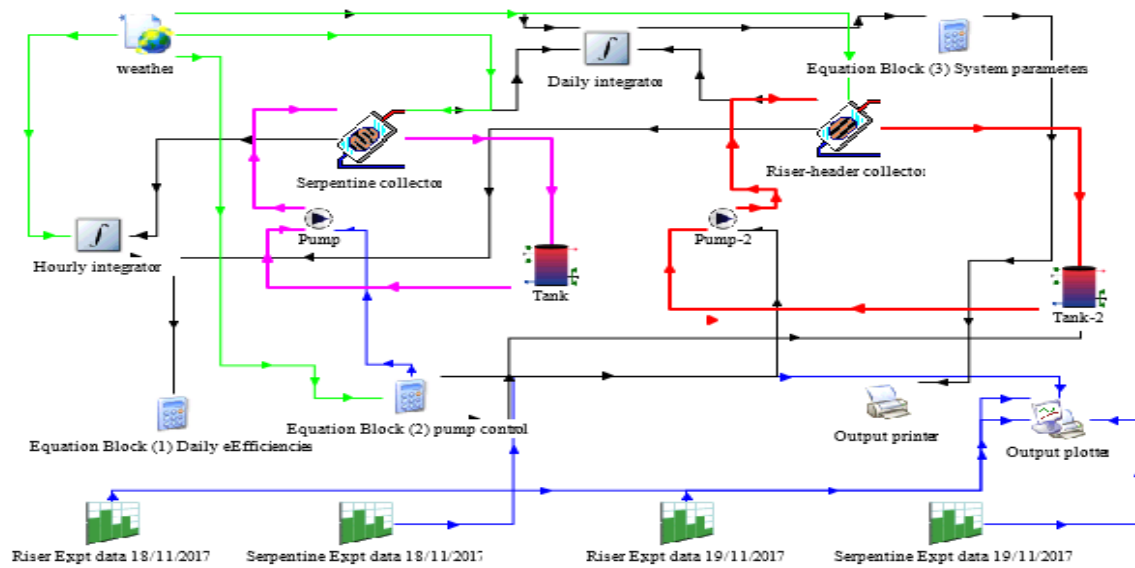 weather
Daily integrator
Equation Block (3) System parameters
Serpentine collector
Riser-header collector
Pump
Pump-2
Hourly integrator
Tank
Tank-2
Equation Block (1) Daily eEfficiencies
Equation Block (2) pump control
Output printer
Output plotter
Riser Expt data 18/11/2017
Serpentine Expt data 18/11/2017
Riser Expt data 19/11/2017
Serpentine Expt data 19/11/2017